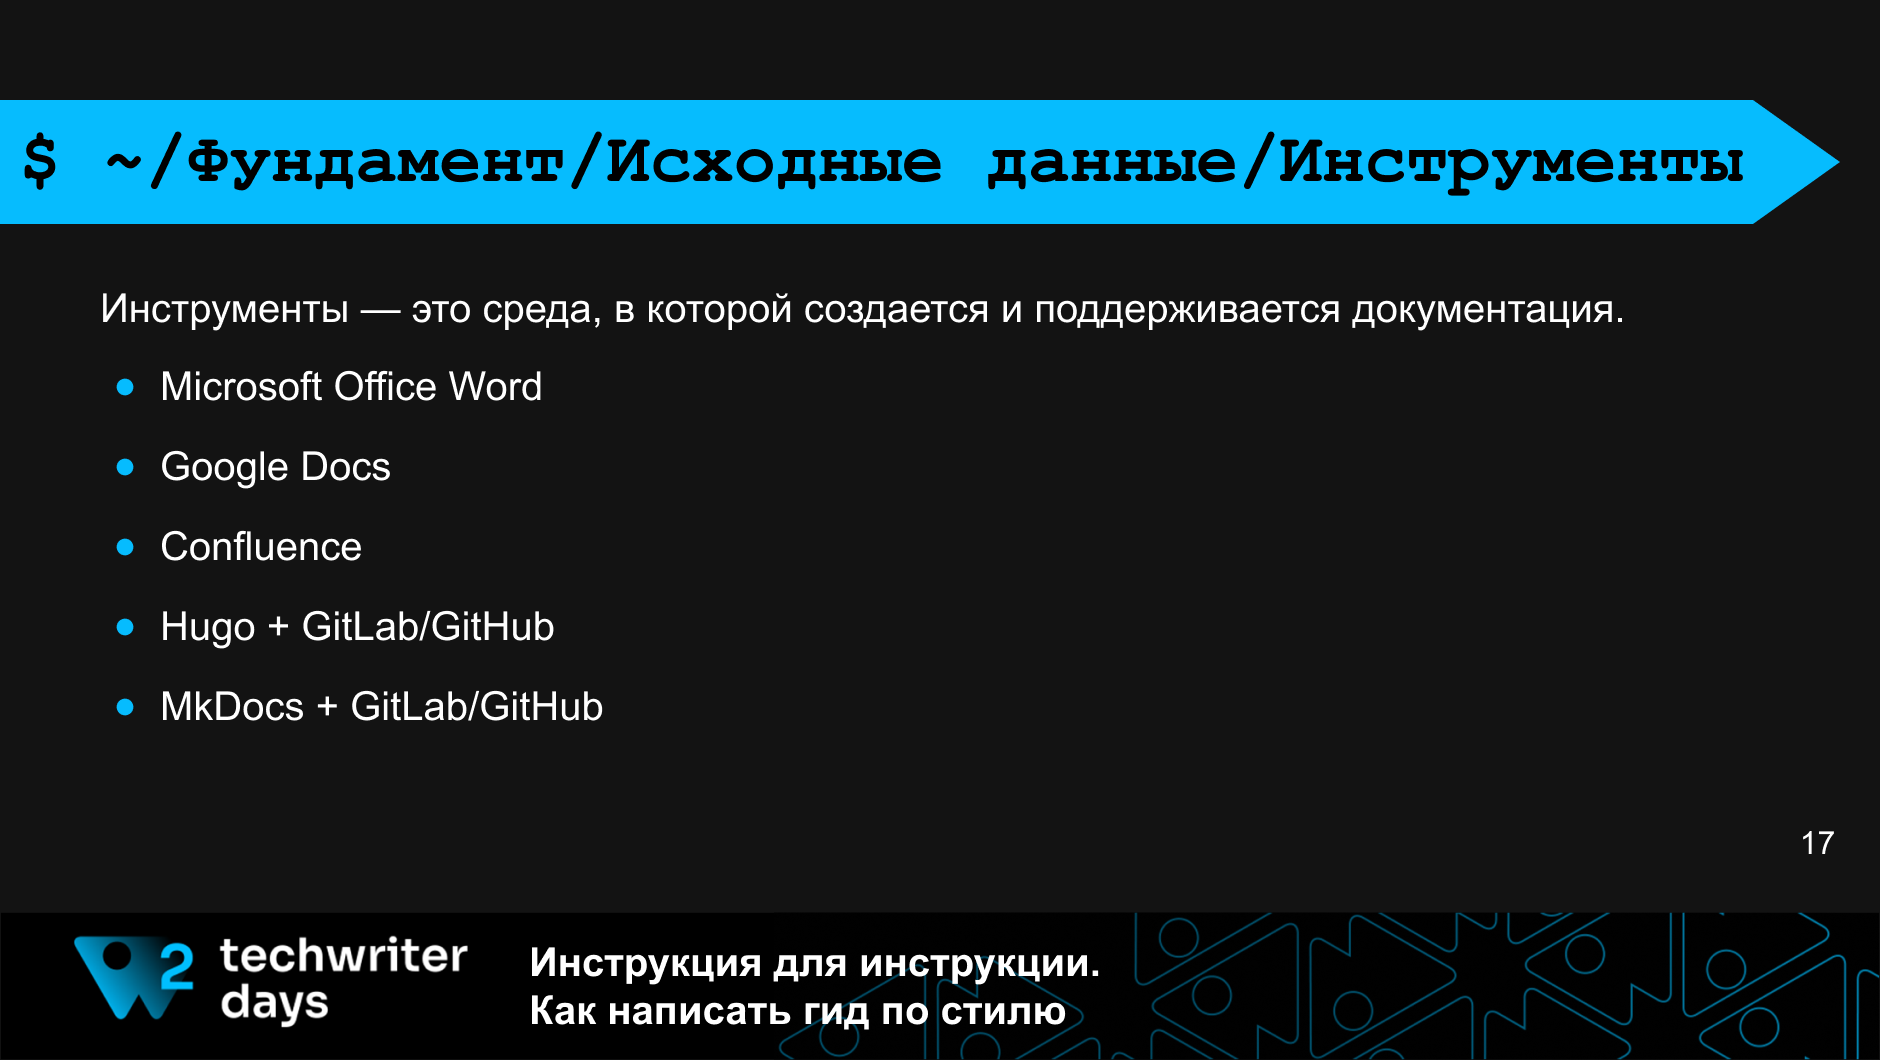 $ ~/Фундамент/Исходные данные/Инструменты
Инструменты — это среда, в которой создается и поддерживается документация.
● Microsoft Office Word
● Google Docs
● Confluence
● Hugo + GitLab/GitHub
● MkDocs + GitLab/GitHub
17
2 techwriter
days
Инструкция для инструкции.
Как написать гид по стилю